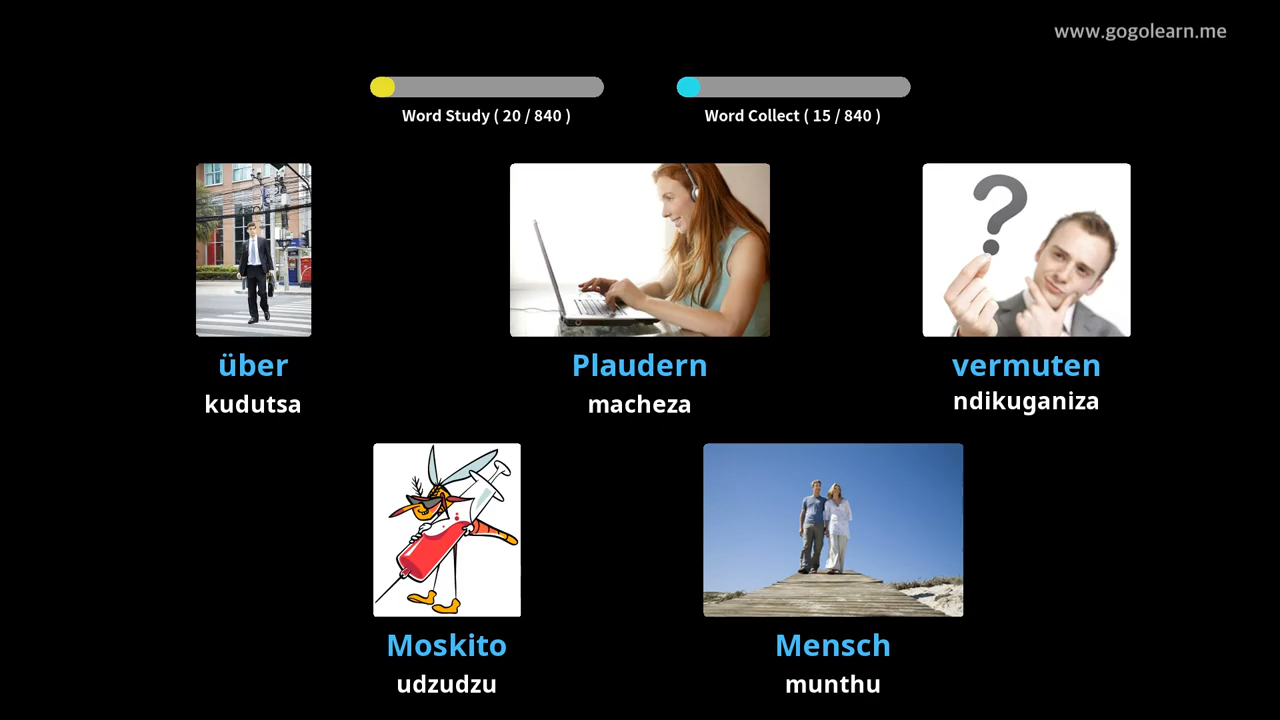 www.gogolearn.me
Word Study ( 20 / 840 )
Word Collect ( 15 / 840 )
über
kudutsa
Plaudern
macheza
vermuten
ndikuganiza
Moskito
udzudzu
Mensch
munthu